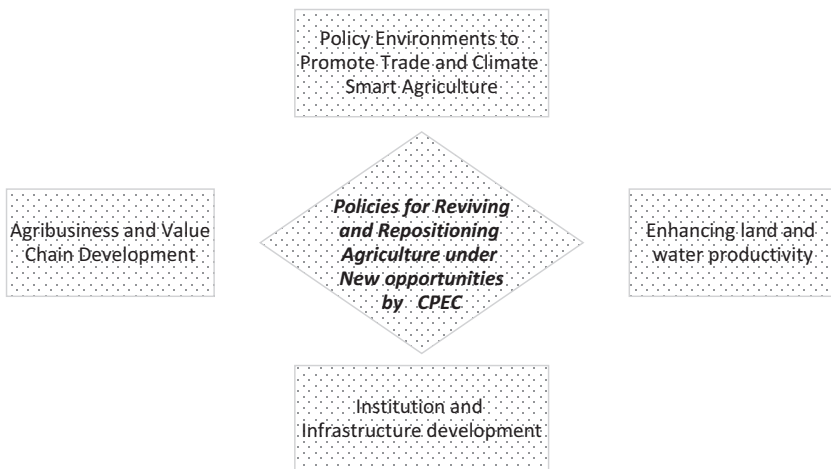 Policy Environments to
Promote Trade and Climate
Smart Agriculture
Agribusiness and Value
Chain Development
Policies for Reviving
and Repositioning
Agriculture under
New opportunities
by CPEC
Enhancing land and
water productivity
Institution and
Infrastructure development